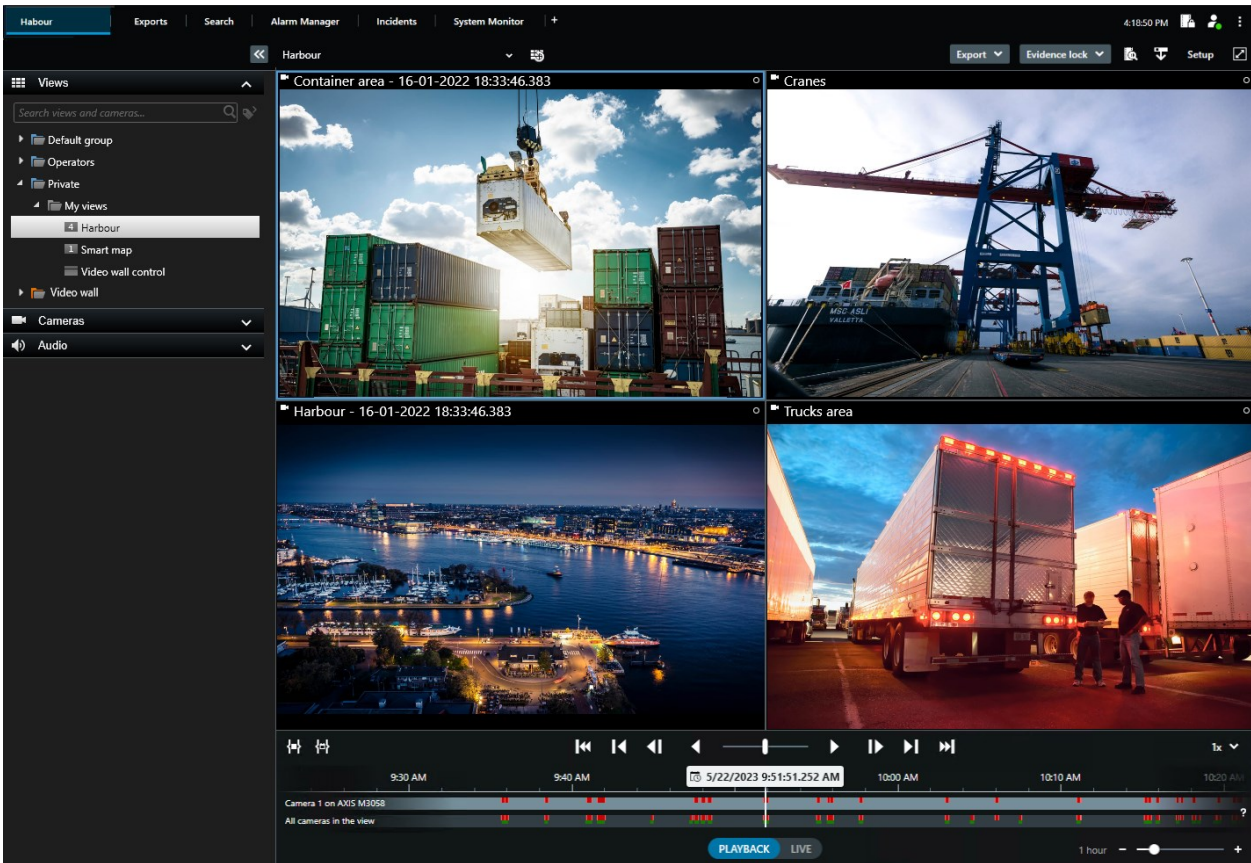 Habour Exports Search Alarm Manager Incidents System Monitor + 4:18:50 PM
Harbour Export Evidence lock Setup
Views
Search views and cameras...
Default group
Operators
Private
My views
4 Harbour
1 Smart map
Video wall control
Video wall
Cameras
Audio
Container area - 16-01-2022 18:33:46.383
Cranes
MSC ASLI
VALLETTA
Harbour - 16-01-2022 18:33:46.383
Trucks area
1x
9:30 AM 9:40 AM 5/22/2023 9:51:51.252 AM 10:00 AM 10:10 AM 10:20 AM
Camera 1 on AXIS M3058
All cameras in the view ?
PLAYBACK LIVE 1 hour - +